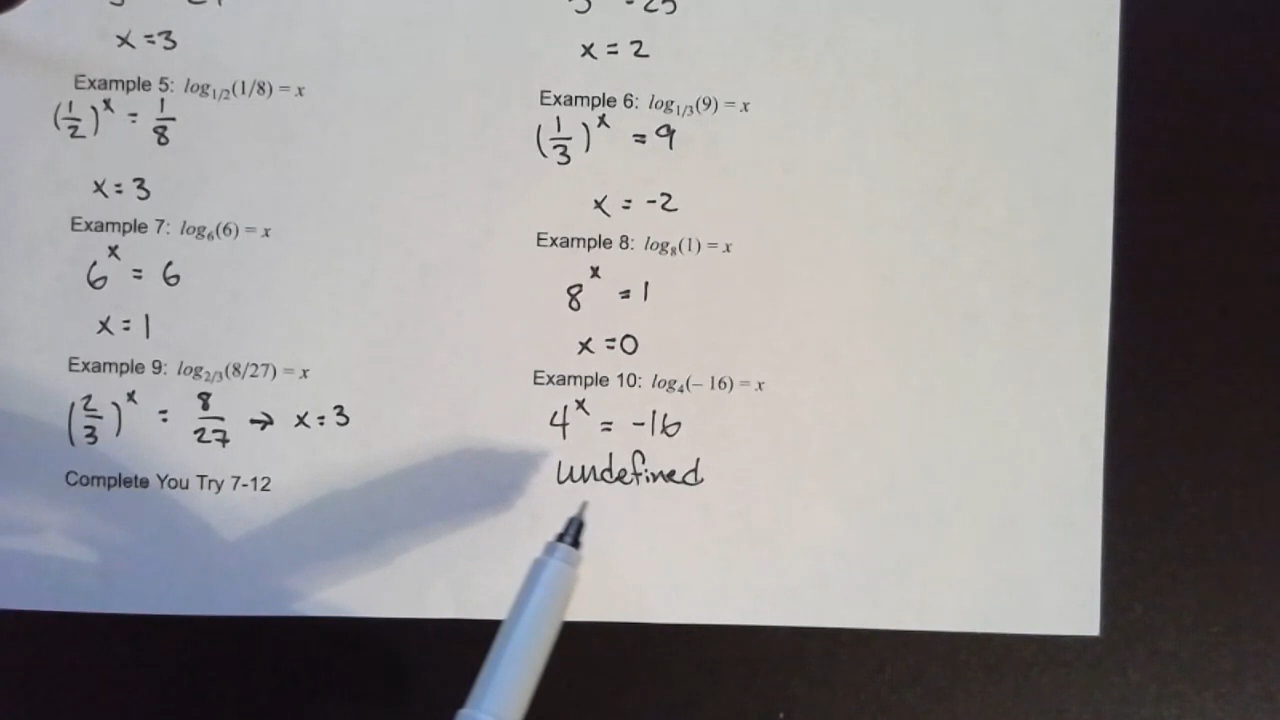 x = 3
x = 2
Example 5: log₁/₂(1/8) = x
(1/2)^x = 1/8
x = 3
Example 6: log₁/₃(9) = x
(1/3)^x = 9
x = -2
Example 7: log₆(6) = x
6^x = 6
x = 1
Example 8: log₈(1) = x
8^x = 1
x = 0
Example 9: log₂/₃(8/27) = x
(2/3)^x = 8/27 → x = 3
Complete You Try 7-12
Example 10: log₄(– 16) = x
4^x = -16
undefined